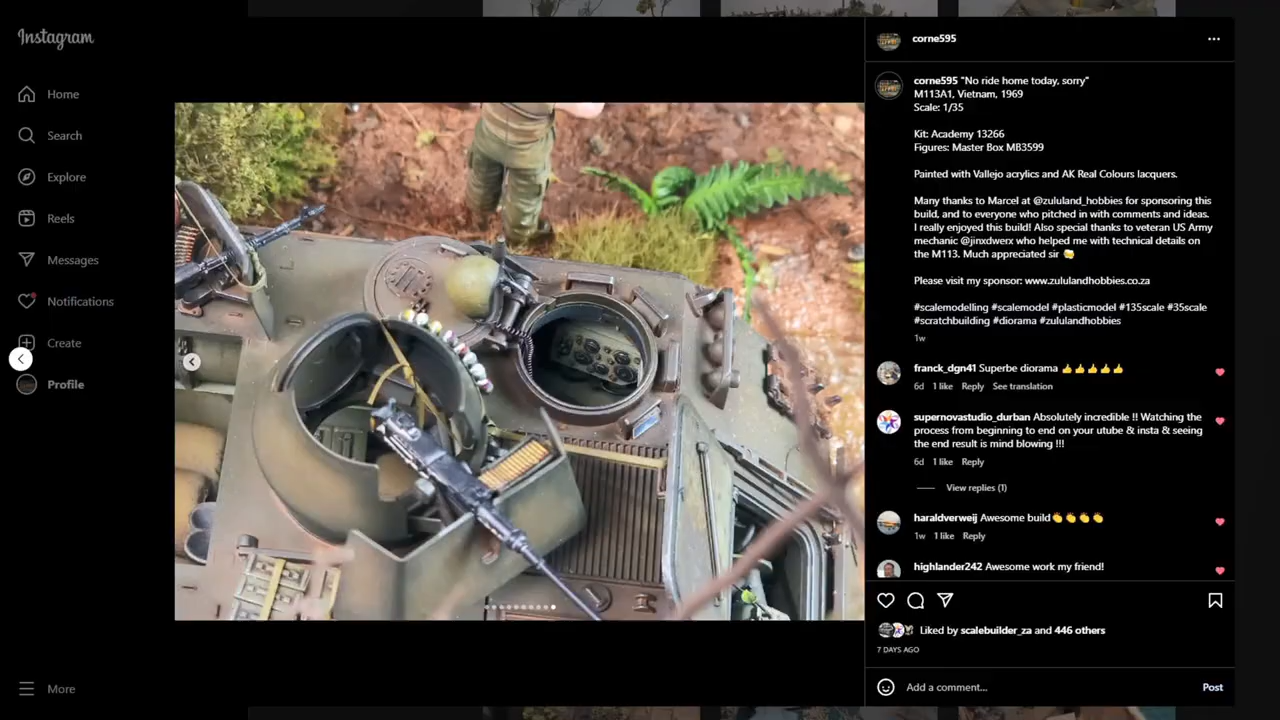 Instagram
Home
Search
Explore
Reels
Messages
Notifications
Create
Profile
More
corne595
corne595 "No ride home today, sorry"
M113A1, Vietnam, 1969
Scale: 1/35
Kit: Academy 13266
Figures: Master Box MB3599
Painted with Vallejo acrylics and AK Real Colours lacquers.
Many thanks to Marcel at @zululand_hobbies for sponsoring this
build, and to everyone who pitched in with comments and ideas.
I really enjoyed this build! Also special thanks to veteran US Army
mechanic @jinxdwerx who helped me with technical details on
the M113. Much appreciated sir 🍻
Please visit my sponsor: www.zululandhobbies.co.za
#scalemodelling #scalemodel #plasticmodel #135scale #35scale
#scratchbuilding #diorama #zululandhobbies
1w
franck_dgn41 Superbe diorama 👍👍👍👍👍
6d 1 like Reply See translation
supernovastudio_durban Absolutely incredible !! Watching the
process from beginning to end on your utube & insta & seeing
the end result is mind blowing !!!
6d 1 like Reply
View replies (1)
haraldverweij Awesome build👏👏👏👏
1w 1 like Reply
highlander242 Awesome work my friend!
Liked by scalebuilder_za and 446 others
7 DAYS AGO
Add a comment...
Post